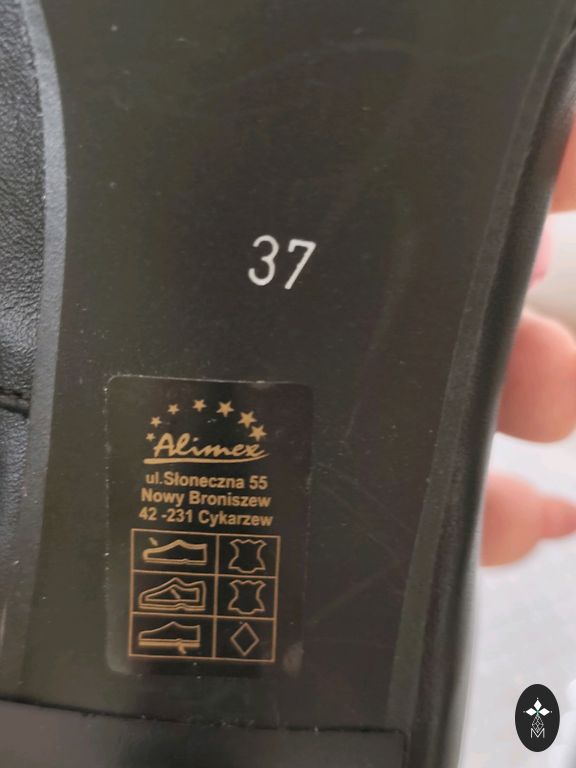 37
Alimex
ul.Słoneczna 55
Nowy Broniszew
42 -231 Cykarzew
M